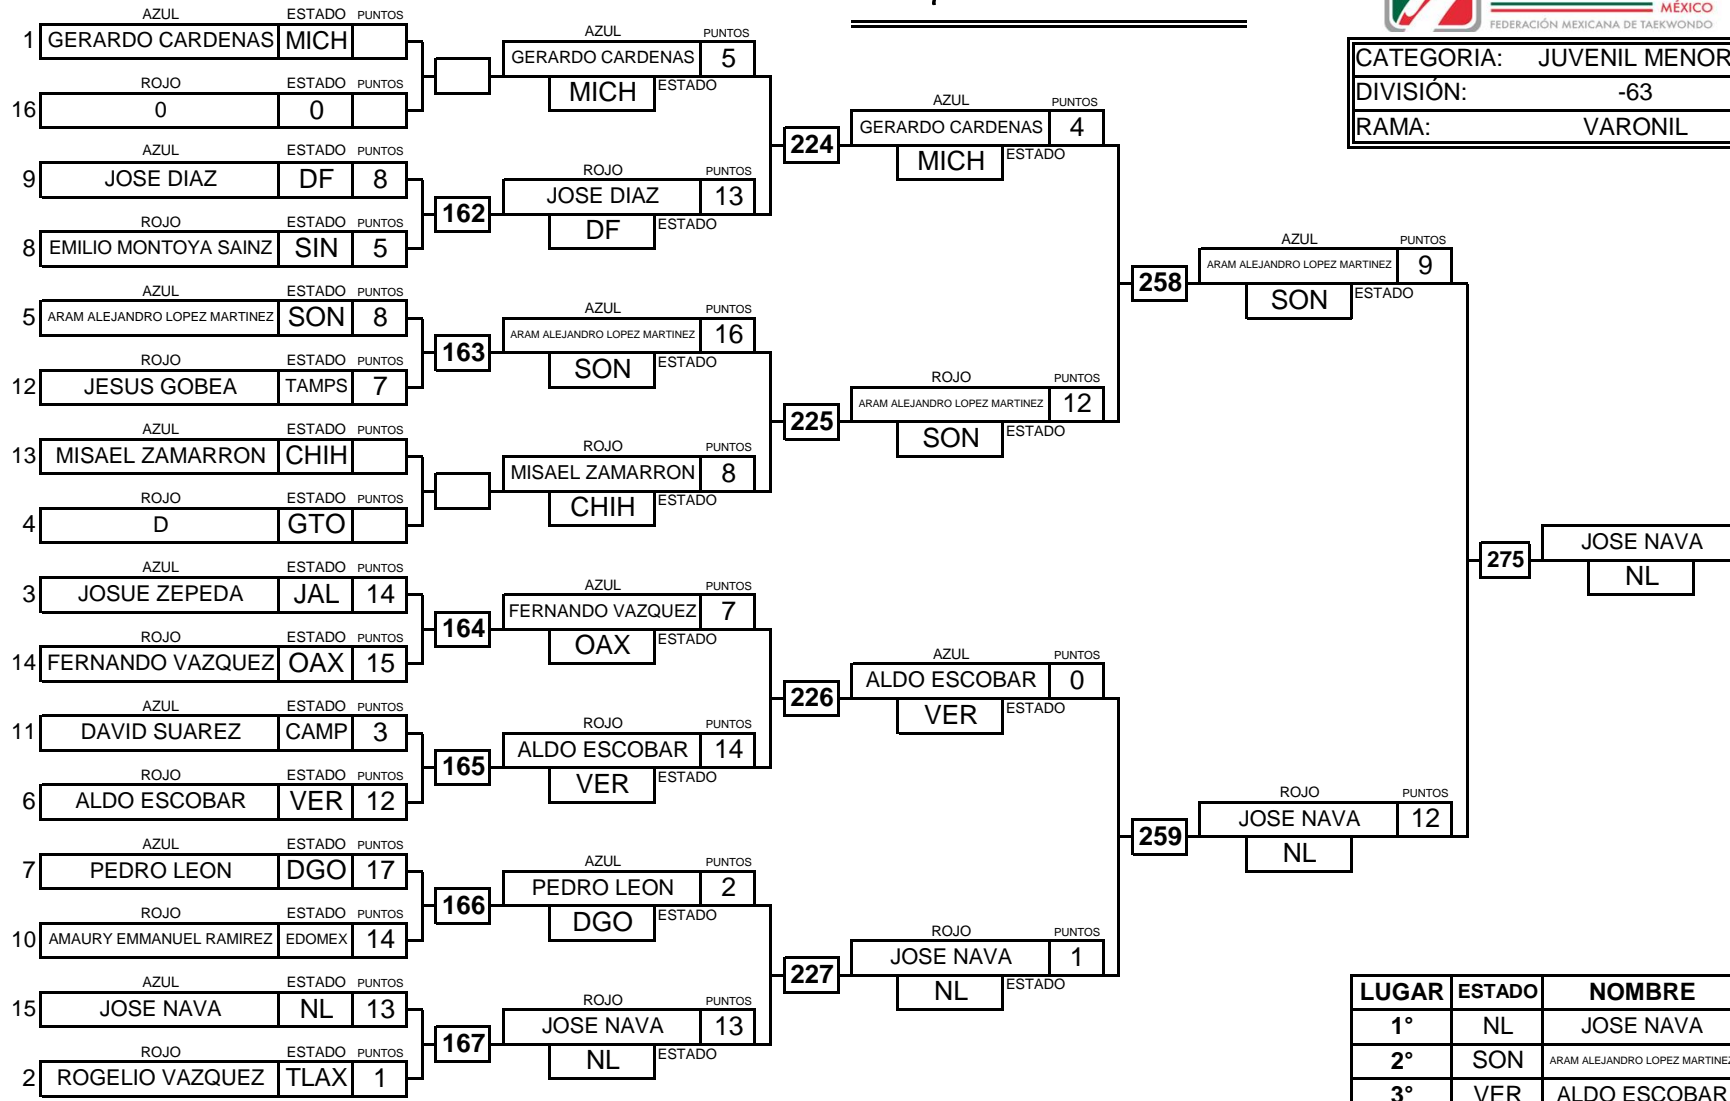 MÉXICO
FEDERACIÓN MEXICANA DE TAEKWONDO
CATEGORIA: JUVENIL MENOR
DIVISIÓN: -63
RAMA: VARONIL
AZUL ESTADO PUNTOS
1 GERARDO CARDENAS MICH
ROJO ESTADO PUNTOS
16 0 0
AZUL ESTADO PUNTOS
9 JOSE DIAZ DF 8
ROJO ESTADO PUNTOS
8 EMILIO MONTOYA SAINZ SIN 5
AZUL ESTADO PUNTOS
5 ARAM ALEJANDRO LOPEZ MARTINEZ SON 8
ROJO ESTADO PUNTOS
12 JESUS GOBEA TAMPS 7
AZUL ESTADO PUNTOS
13 MISAEL ZAMARRON CHIH
ROJO ESTADO PUNTOS
4 D GTO
AZUL ESTADO PUNTOS
3 JOSUE ZEPEDA JAL 14
ROJO ESTADO PUNTOS
14 FERNANDO VAZQUEZ OAX 15
AZUL ESTADO PUNTOS
11 DAVID SUAREZ CAMP 3
ROJO ESTADO PUNTOS
6 ALDO ESCOBAR VER 12
AZUL ESTADO PUNTOS
7 PEDRO LEON DGO 17
ROJO ESTADO PUNTOS
10 AMAURY EMMANUEL RAMIREZ EDOMEX 14
AZUL ESTADO PUNTOS
15 JOSE NAVA NL 13
ROJO ESTADO PUNTOS
2 ROGELIO VAZQUEZ TLAX 1
162
163
164
165
166
167
AZUL PUNTOS
GERARDO CARDENAS 5
MICH ESTADO
ROJO PUNTOS
JOSE DIAZ 13
DF ESTADO
AZUL PUNTOS
ARAM ALEJANDRO LOPEZ MARTINEZ 16
SON ESTADO
ROJO PUNTOS
MISAEL ZAMARRON 8
CHIH ESTADO
AZUL PUNTOS
FERNANDO VAZQUEZ 7
OAX ESTADO
ROJO PUNTOS
ALDO ESCOBAR 14
VER ESTADO
AZUL PUNTOS
PEDRO LEON 2
DGO ESTADO
ROJO PUNTOS
JOSE NAVA 13
NL ESTADO
224
225
226
227
AZUL PUNTOS
GERARDO CARDENAS 4
MICH ESTADO
ROJO PUNTOS
ARAM ALEJANDRO LOPEZ MARTINEZ 12
SON ESTADO
AZUL PUNTOS
ALDO ESCOBAR 0
VER ESTADO
ROJO PUNTOS
JOSE NAVA 1
NL ESTADO
258
259
AZUL PUNTOS
ARAM ALEJANDRO LOPEZ MARTINEZ 9
SON ESTADO
ROJO PUNTOS
JOSE NAVA 12
NL
275
JOSE NAVA
NL
LUGAR ESTADO NOMBRE
1° NL JOSE NAVA
2° SON ARAM ALEJANDRO LOPEZ MARTINEZ
3° VER ALDO ESCOBAR